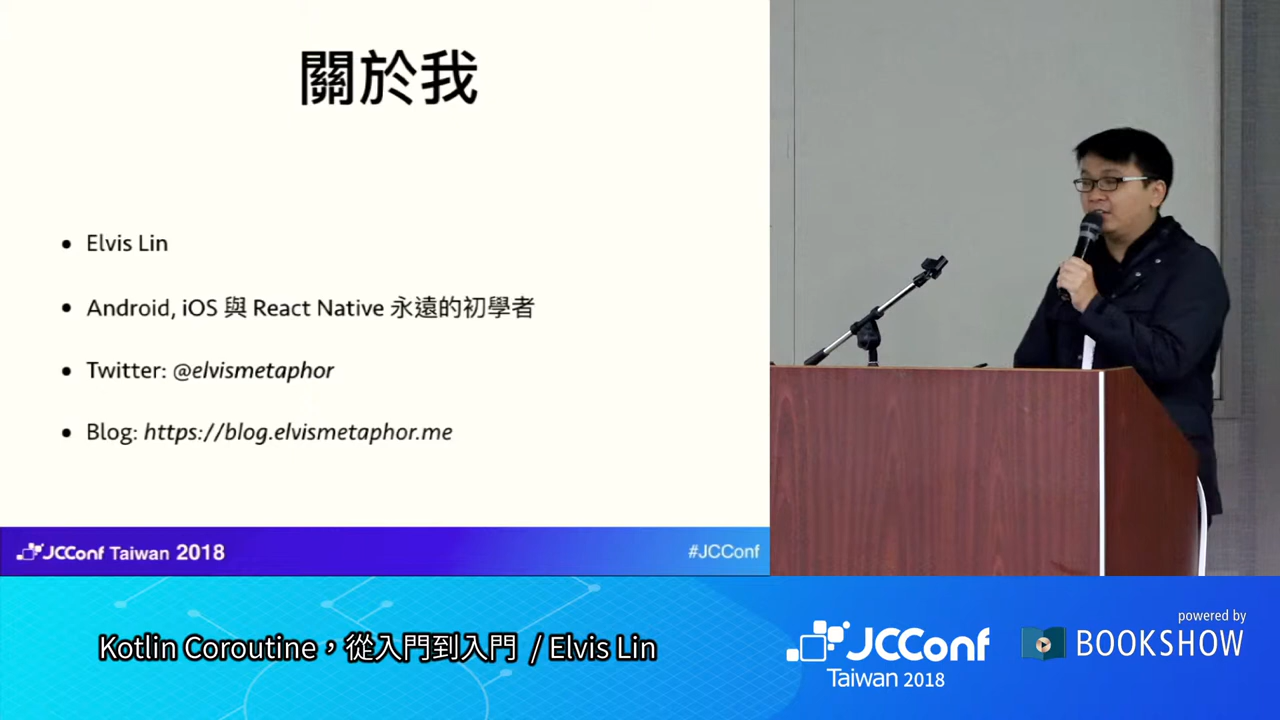 關於我
• Elvis Lin
• Android, iOS 與 React Native 永遠的初學者
• Twitter: @elvismetaphor
• Blog: https://blog.elvismetaphor.me
JCConf Taiwan 2018
#JCConf
Kotlin Coroutine，從入門到入門 / Elvis Lin
JCConf
Taiwan 2018
powered by
BOOKSHOW